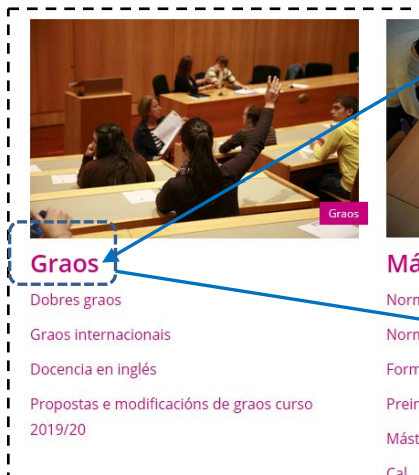 Graos
Graos
Dobres graos
Graos internacionais
Docencia en inglés
Propostas e modificacións de graos curso
2019/20
Má
Norm
Norm
Form
Prein
Mást
Cal